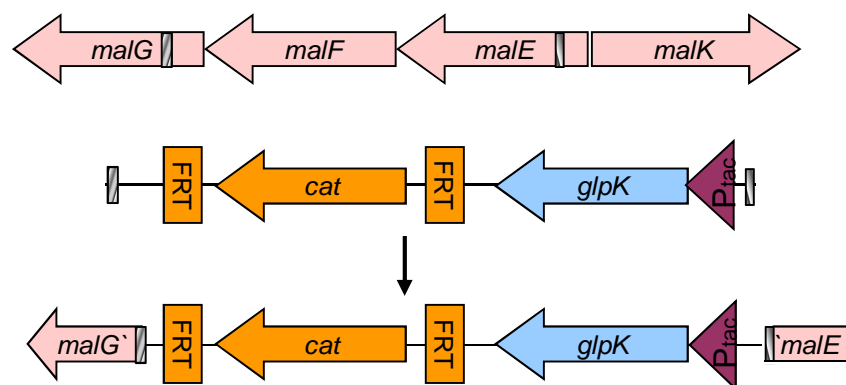 malG malF malE malK
FRT cat FRT glpK Ptac
malG` FRT cat FRT glpK Ptac `malE